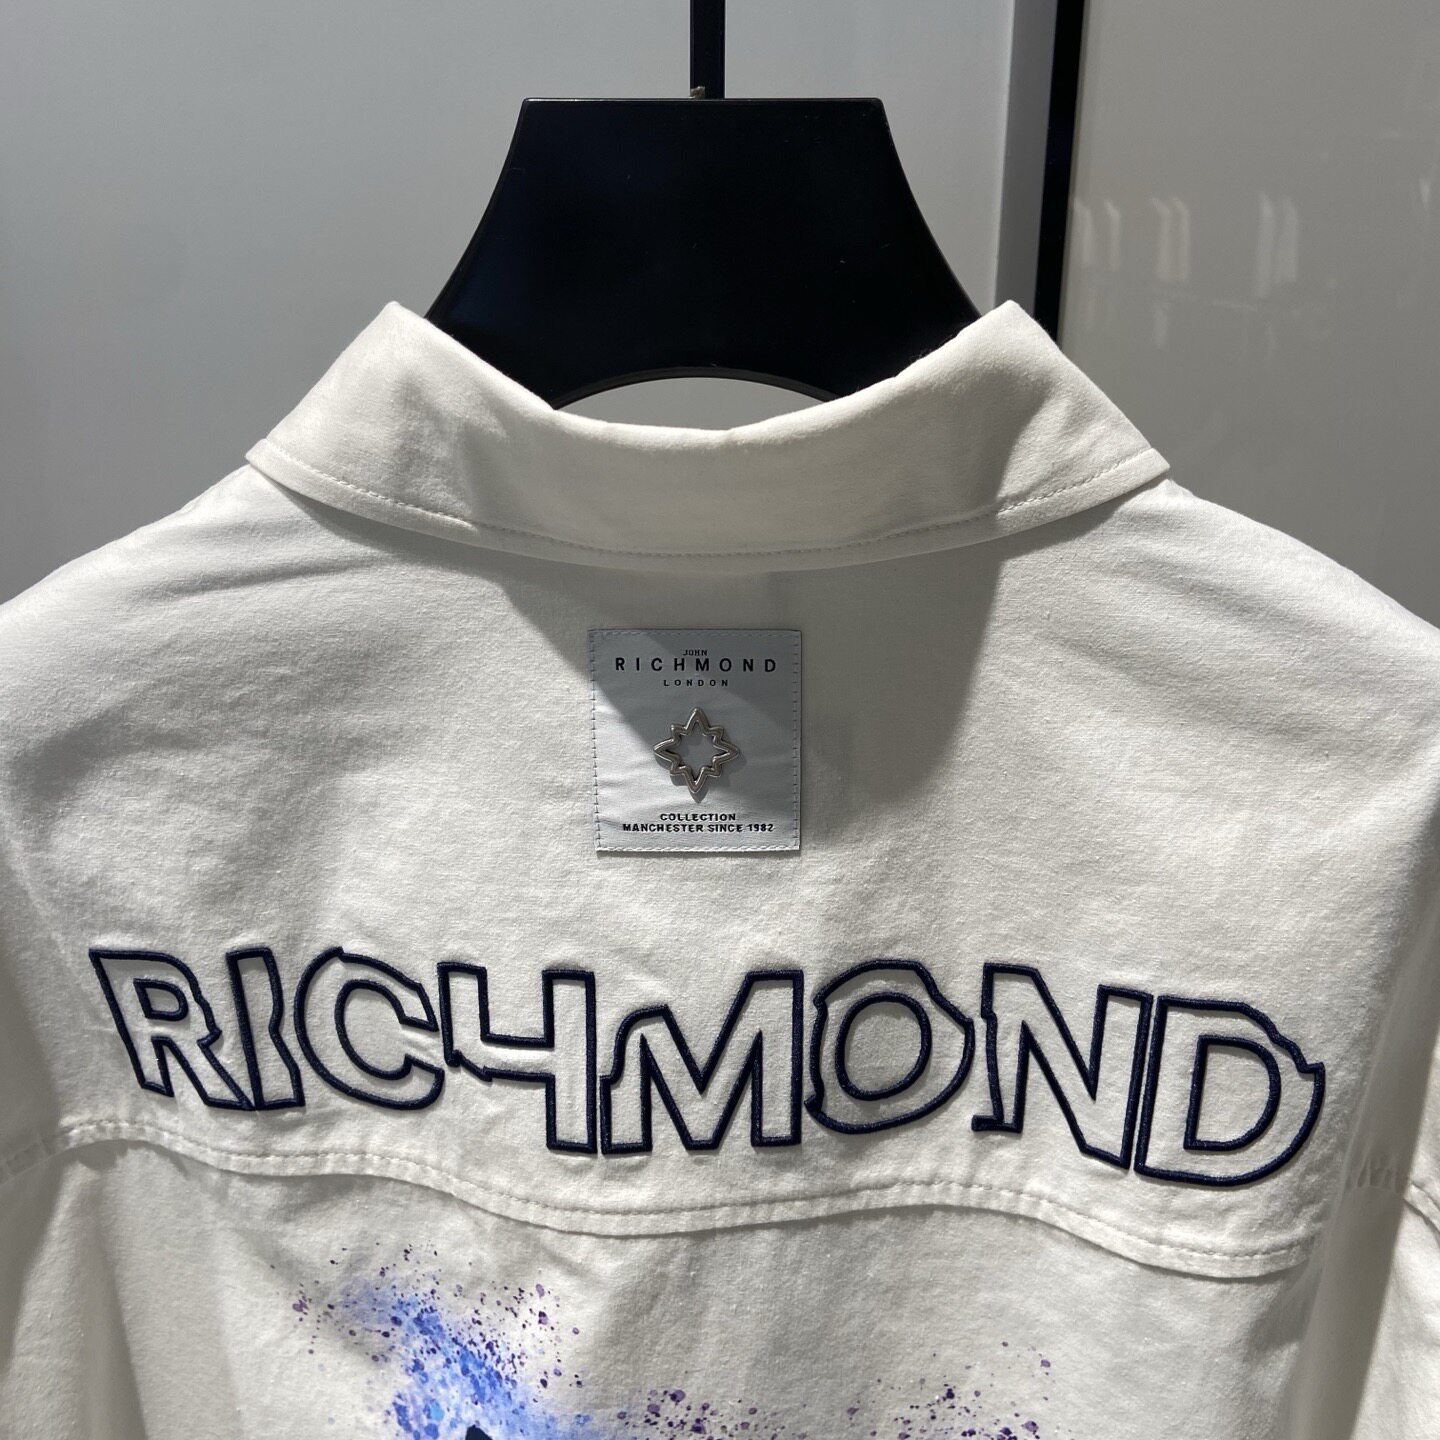 JOHN
RICHMOND
LONDON
COLLECTION
MANCHESTER SINCE 1982
RICHMOND